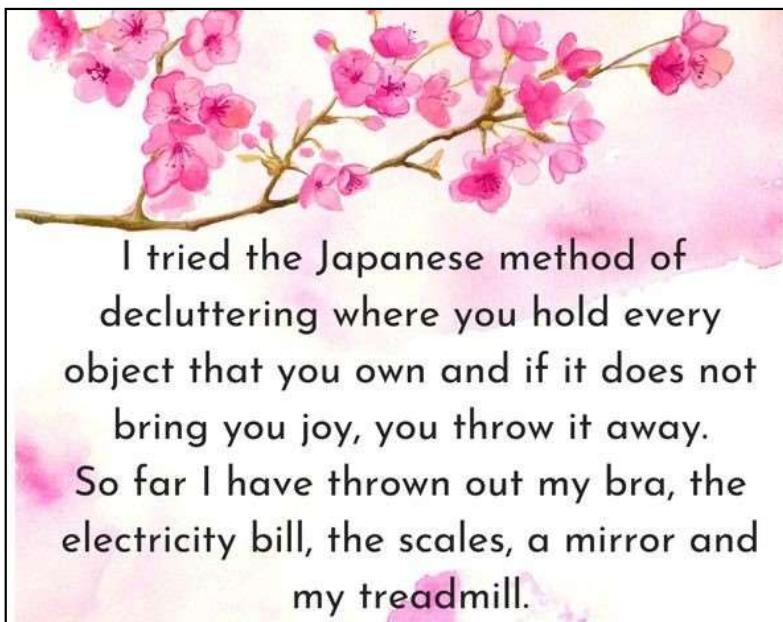 I tried the Japanese method of
decluttering where you hold every
object that you own and if it does not
bring you joy, you throw it away.
So far I have thrown out my bra, the
electricity bill, the scales, a mirror and
my treadmill.